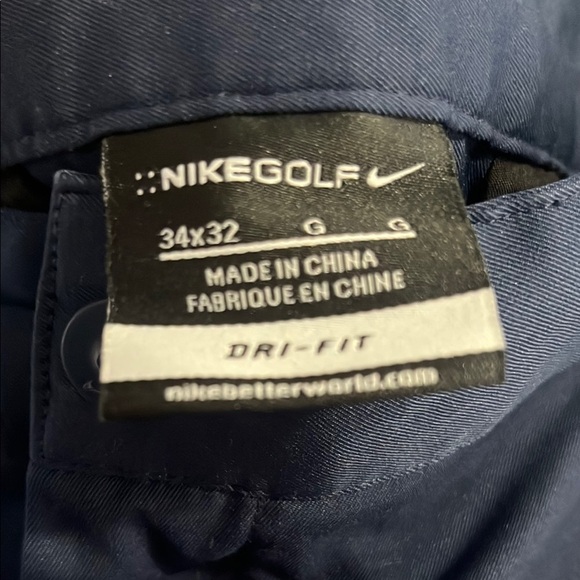 NIKEGOLF
34X32 G G
MADE IN CHINA
FABRIQUE EN CHINE
DRI-FIT
nikebetterworld.com